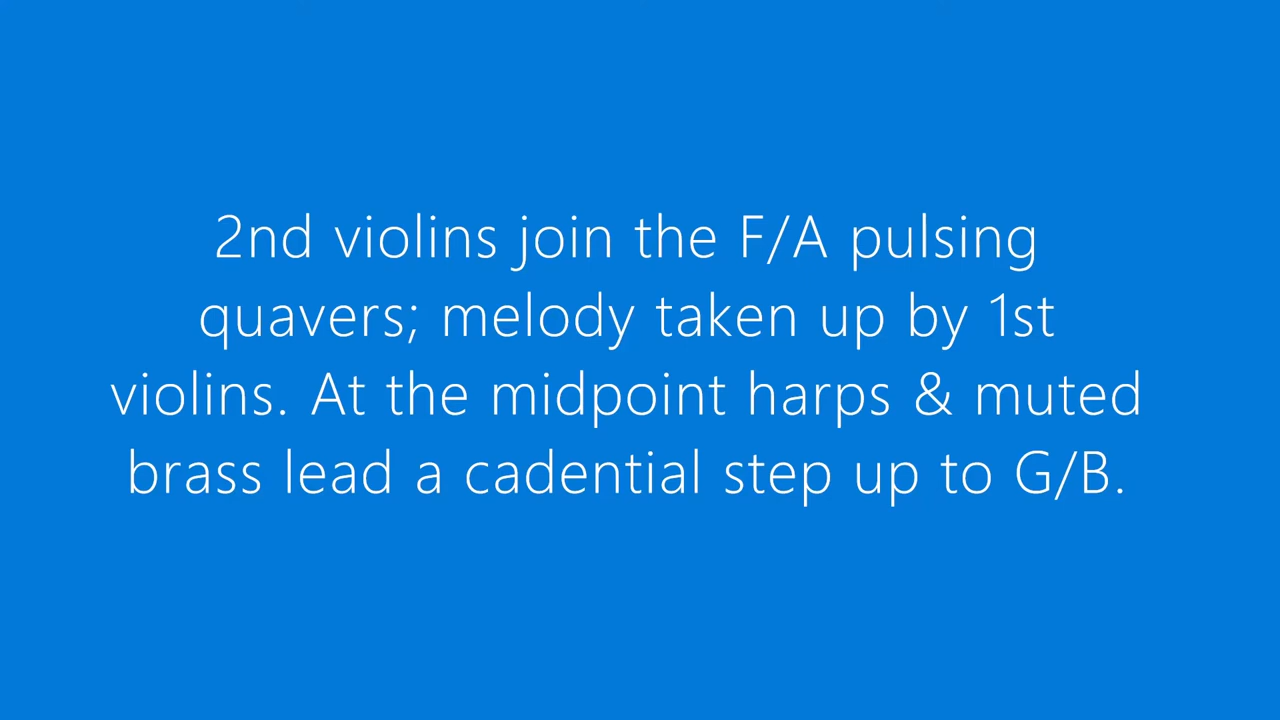 2nd violins join the F/A pulsing
quavers; melody taken up by 1st
violins. At the midpoint harps & muted
brass lead a cadential step up to G/B.